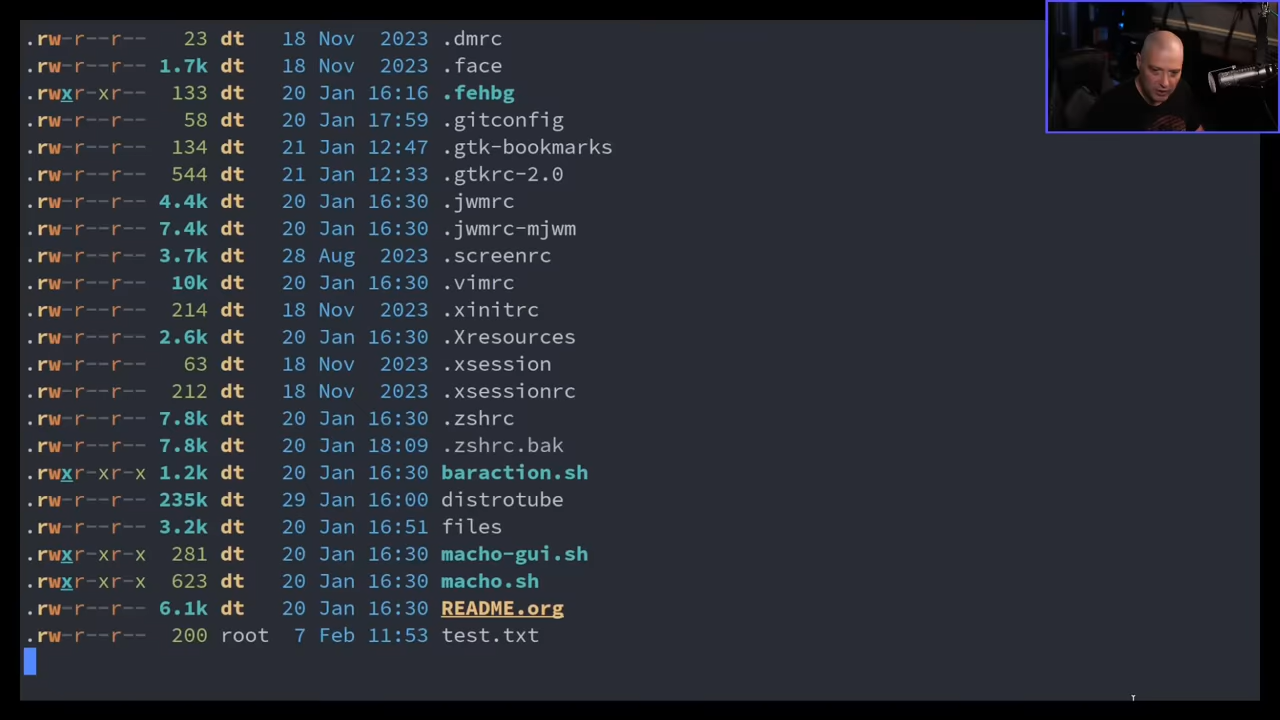 .rw-r--r-- 23 dt 18 Nov 2023 .dmrc
.rw-r--r-- 1.7k dt 18 Nov 2023 .face
.rwxr-xr-- 133 dt 20 Jan 16:16 .fehbg
.rw-r--r-- 58 dt 20 Jan 17:59 .gitconfig
.rw-r--r-- 134 dt 21 Jan 12:47 .gtk-bookmarks
.rw-r--r-- 544 dt 21 Jan 12:33 .gtkrc-2.0
.rw-r--r-- 4.4k dt 20 Jan 16:30 .jwmrc
.rw-r--r-- 7.4k dt 20 Jan 16:30 .jwmrc-mjwm
.rw-r--r-- 3.7k dt 28 Aug 2023 .screenrc
.rw-r--r-- 10k dt 20 Jan 16:30 .vimrc
.rw-r--r-- 214 dt 18 Nov 2023 .xinitrc
.rw-r--r-- 2.6k dt 20 Jan 16:30 .Xresources
.rw-r--r-- 63 dt 18 Nov 2023 .xsession
.rw-r--r-- 212 dt 18 Nov 2023 .xsessionrc
.rw-r--r-- 7.8k dt 20 Jan 16:30 .zshrc
.rw-r--r-- 7.8k dt 20 Jan 18:09 .zshrc.bak
.rwxr-xr-x 1.2k dt 20 Jan 16:30 baraction.sh
.rw-r--r-- 235k dt 29 Jan 16:00 distrotube
.rw-r--r-- 3.2k dt 20 Jan 16:51 files
.rwxr-xr-x 281 dt 20 Jan 16:30 macho-gui.sh
.rwxr-xr-x 623 dt 20 Jan 16:30 macho.sh
.rw-r--r-- 6.1k dt 20 Jan 16:30 README.org
.rw-r--r-- 200 root 7 Feb 11:53 test.txt